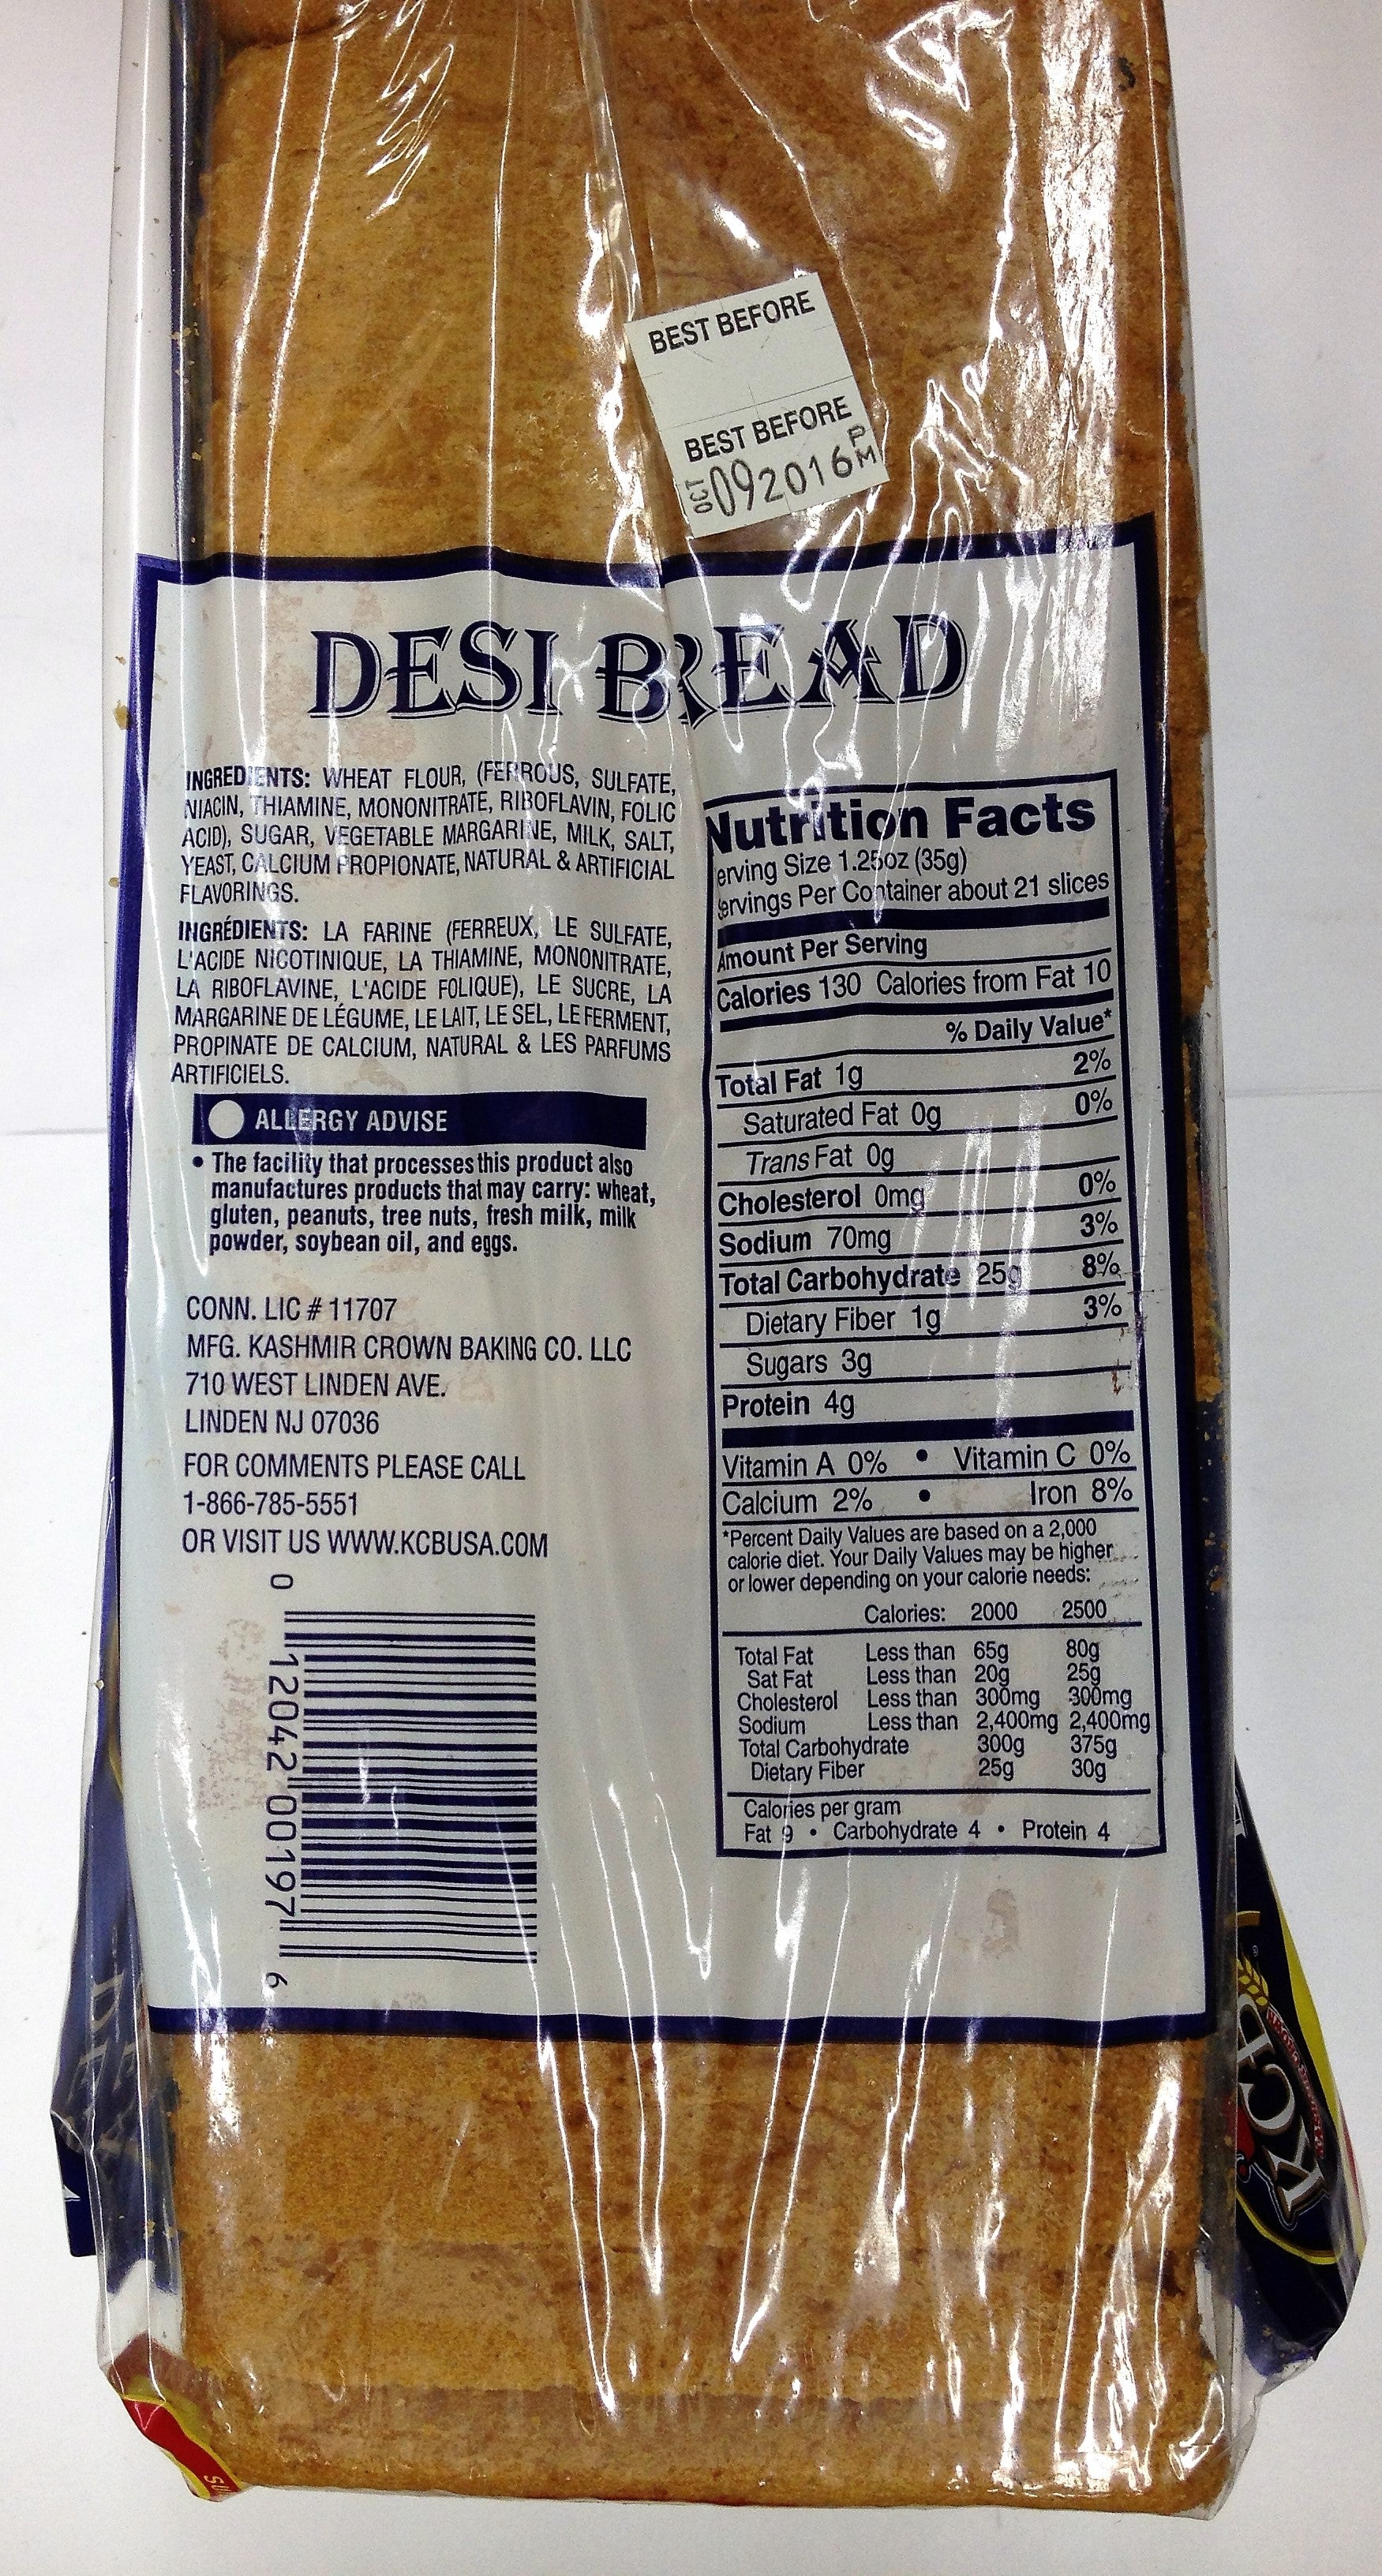 BEST BEFORE
BEST BEFORE
OCT 09 2016 PM
DESI BREAD
INGREDIENTS: WHEAT FLOUR, (FERROUS, SULFATE,
NIACIN, THIAMINE, MONONITRATE, RIBOFLAVIN, FOLIC
ACID), SUGAR, VEGETABLE MARGARINE, MILK, SALT,
YEAST, CALCIUM PROPIONATE, NATURAL & ARTIFICIAL
FLAVORINGS.
INGRÉDIENTS: LA FARINE (FERREUX, LE SULFATE,
L'ACIDE NICOTINIQUE, LA THIAMINE, MONONITRATE,
LA RIBOFLAVINE, L'ACIDE FOLIQUE), LE SUCRE, LA
MARGARINE DE LÉGUME, LE LAIT, LE SEL, LE FERMENT,
PROPINATE DE CALCIUM, NATURAL & LES PARFUMS
ARTIFICIELS.
ALLERGY ADVISE
• The facility that processes this product also
manufactures products that may carry: wheat,
gluten, peanuts, tree nuts, fresh milk, milk
powder, soybean oil, and eggs.
CONN. LIC # 11707
MFG. KASHMIR CROWN BAKING CO. LLC
710 WEST LINDEN AVE.
LINDEN NJ 07036
FOR COMMENTS PLEASE CALL
1-866-785-5551
OR VISIT US WWW.KCBUSA.COM
0 12042 00197 6
Nutrition Facts
erving Size 1.25oz (35g)
Servings Per Container about 21 slices
Amount Per Serving
Calories 130 Calories from Fat 10
% Daily Value*
Total Fat 1g 2%
Saturated Fat 0g 0%
Trans Fat 0g
Cholesterol 0mg 0%
Sodium 70mg 3%
Total Carbohydrate 25g 8%
Dietary Fiber 1g 3%
Sugars 3g
Protein 4g
Vitamin A 0% • Vitamin C 0%
Calcium 2% • Iron 8%
*Percent Daily Values are based on a 2,000
calorie diet. Your Daily Values may be higher
or lower depending on your calorie needs:
Calories: 2000 2500
Total Fat Less than 65g 80g
Sat Fat Less than 20g 25g
Cholesterol Less than 300mg 300mg
Sodium Less than 2,400mg 2,400mg
Total Carbohydrate 300g 375g
Dietary Fiber 25g 30g
Calories per gram
Fat 9 • Carbohydrate 4 • Protein 4
KCB